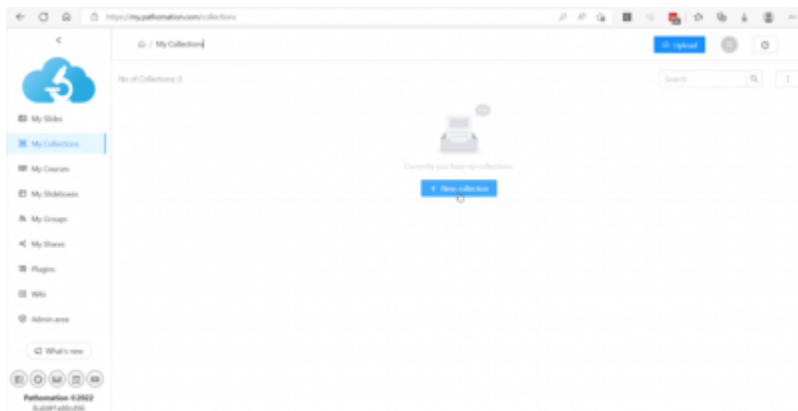 https://my.pathomation.com/collections
/ My Collections
Upload
No of Collections: 0
Search
My Slides
My Collections
My Courses
My Slideboxes
My Groups
My Shares
Plugins
Wiki
Admin area
Currently you have no collections
+ New collection
What's new
Pathomation ©2022